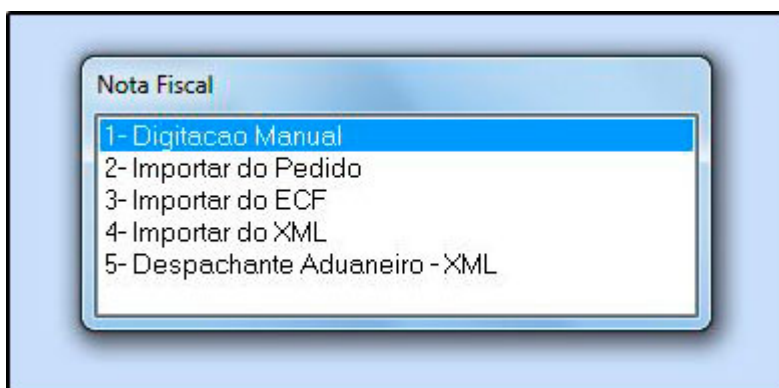 Nota Fiscal
1- Digitacao Manual
2- Importar do Pedido
3- Importar do ECF
4- Importar do XML
5- Despachante Aduaneiro - XML